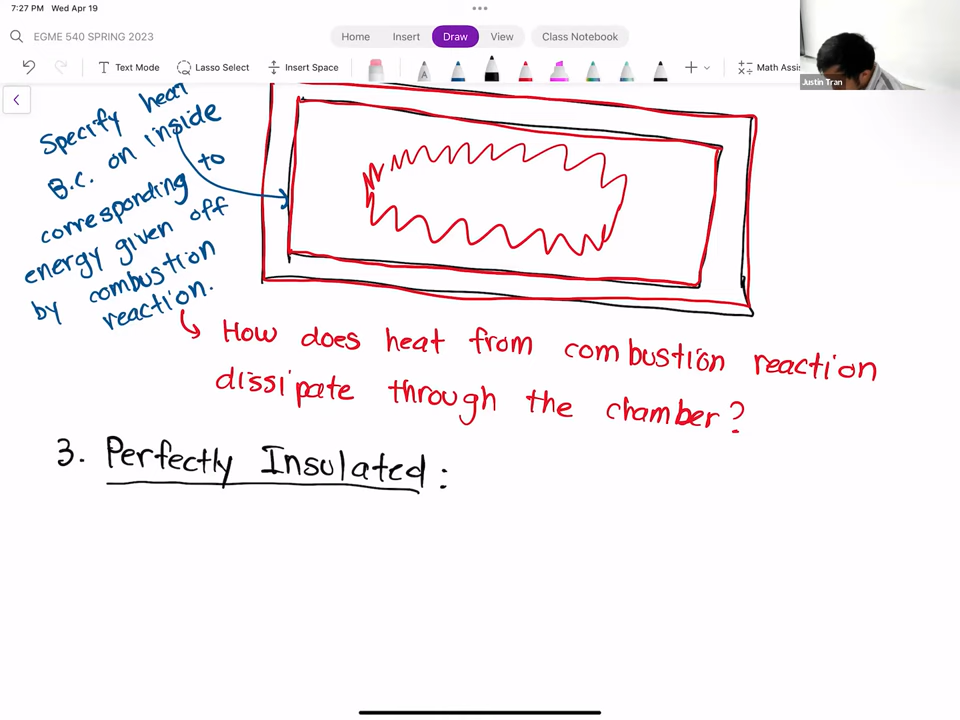 7:27 PM Wed Apr 19
EGME 540 SPRING 2023
Home Insert Draw View Class Notebook
Text Mode Lasso Select Insert Space Math Assis
Justin Tran
Specify heat
B.C. on inside
corresponding to
energy given off
by combustion
reaction.
How does heat from combustion reaction
dissipate through the chamber?
3. Perfectly Insulated: